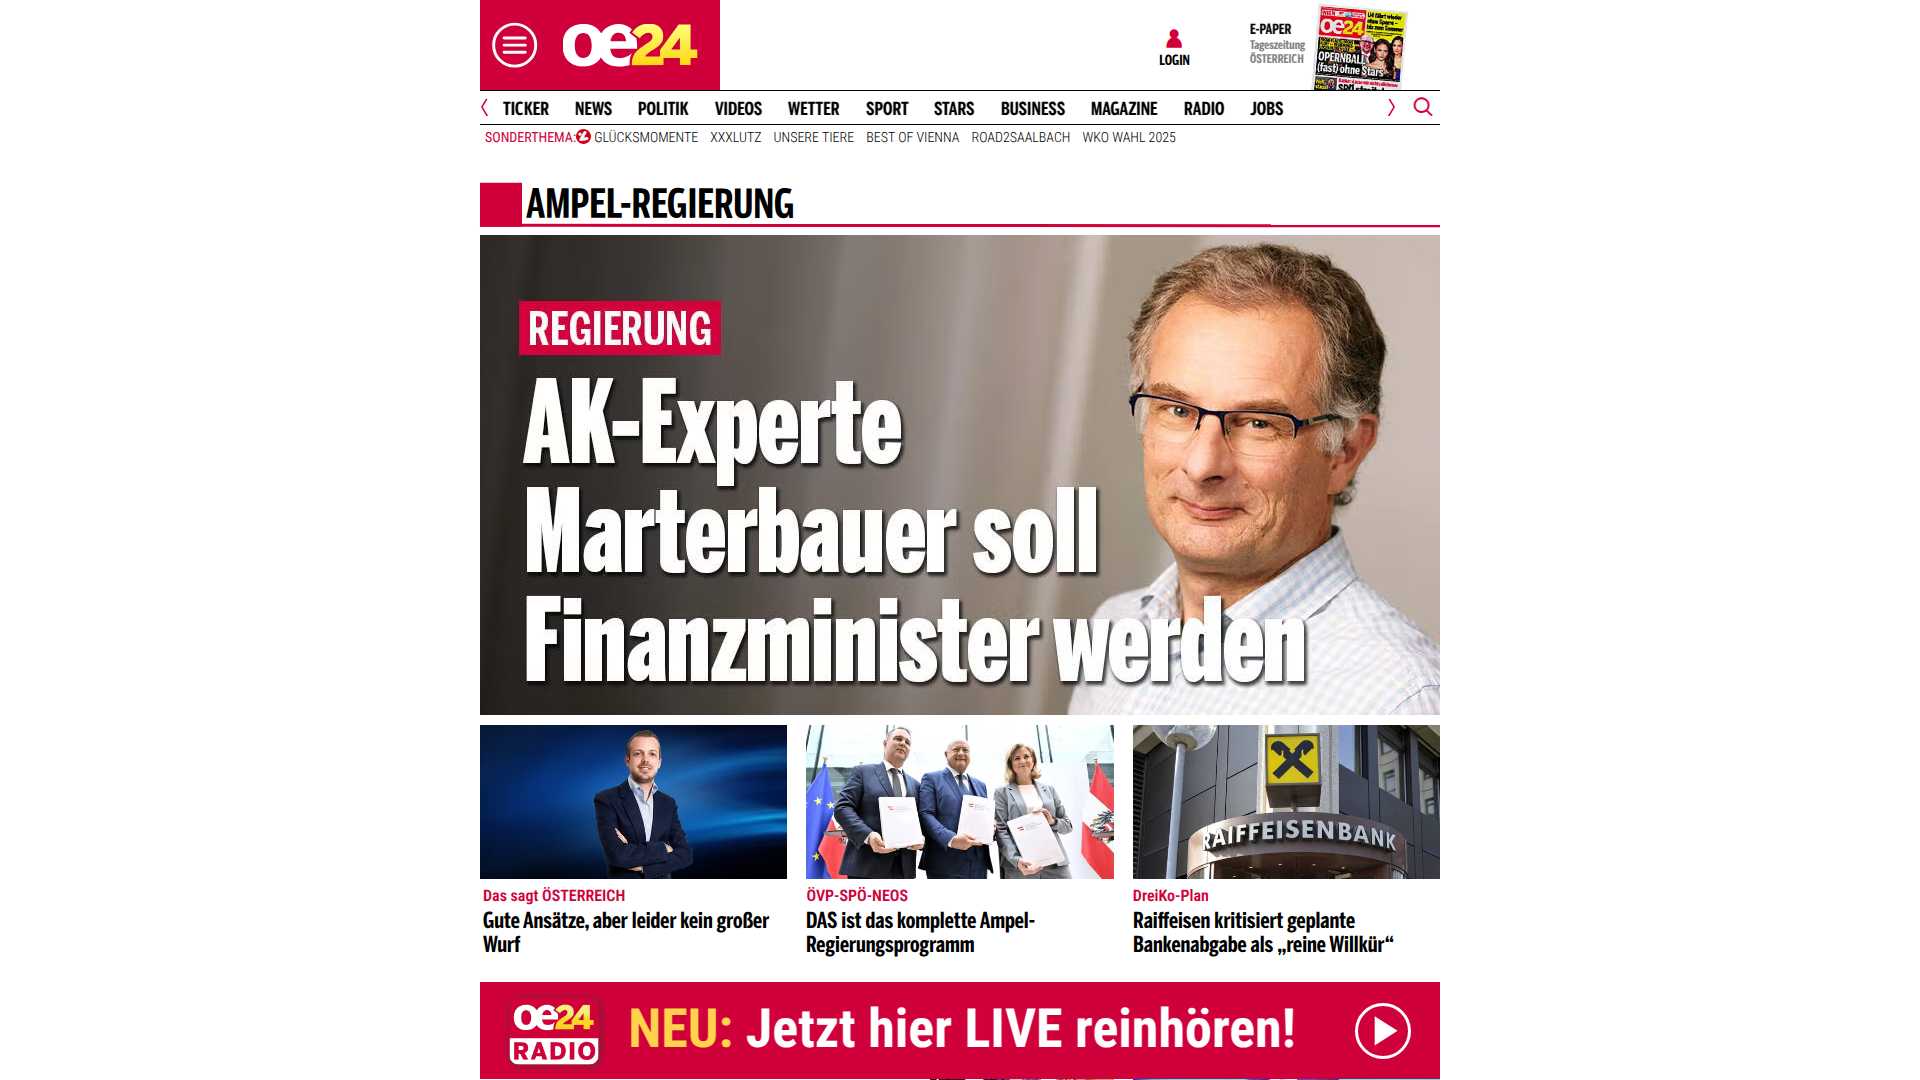 oe24
LOGIN
E-PAPER
Tageszeitung
ÖSTERREICH
oe24
OPERNBALL
(fast) ohne Stars
TICKER NEWS POLITIK VIDEOS WETTER SPORT STARS BUSINESS MAGAZINE RADIO JOBS
SONDERTHEMA: GLÜCKSMOMENTE XXXLUTZ UNSERE TIERE BEST OF VIENNA ROAD2SAALBACH WKO WAHL 2025
AMPEL-REGIERUNG
REGIERUNG
AK-Experte
Marterbauer soll
Finanzminister werden
RAIFFEISENBANK
Das sagt ÖSTERREICH
Gute Ansätze, aber leider kein großer
Wurf
ÖVP-SPÖ-NEOS
DAS ist das komplette Ampel-
Regierungsprogramm
DreiKo-Plan
Raiffeisen kritisiert geplante
Bankenabgabe als „reine Willkür“
oe24
RADIO
NEU: Jetzt hier LIVE reinhören!